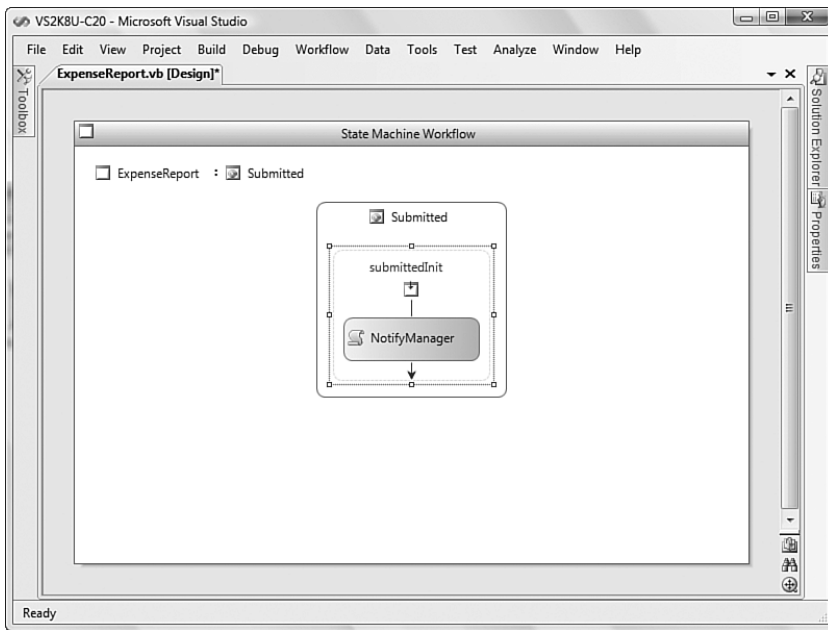 VS2K8U-C20 - Microsoft Visual Studio
File Edit View Project Build Debug Workflow Data Tools Test Analyze Window Help
ExpenseReport.vb [Design]*
Toolbox
Solution Explorer
Properties
State Machine Workflow
ExpenseReport : Submitted
Submitted
submittedInit
NotifyManager
Ready